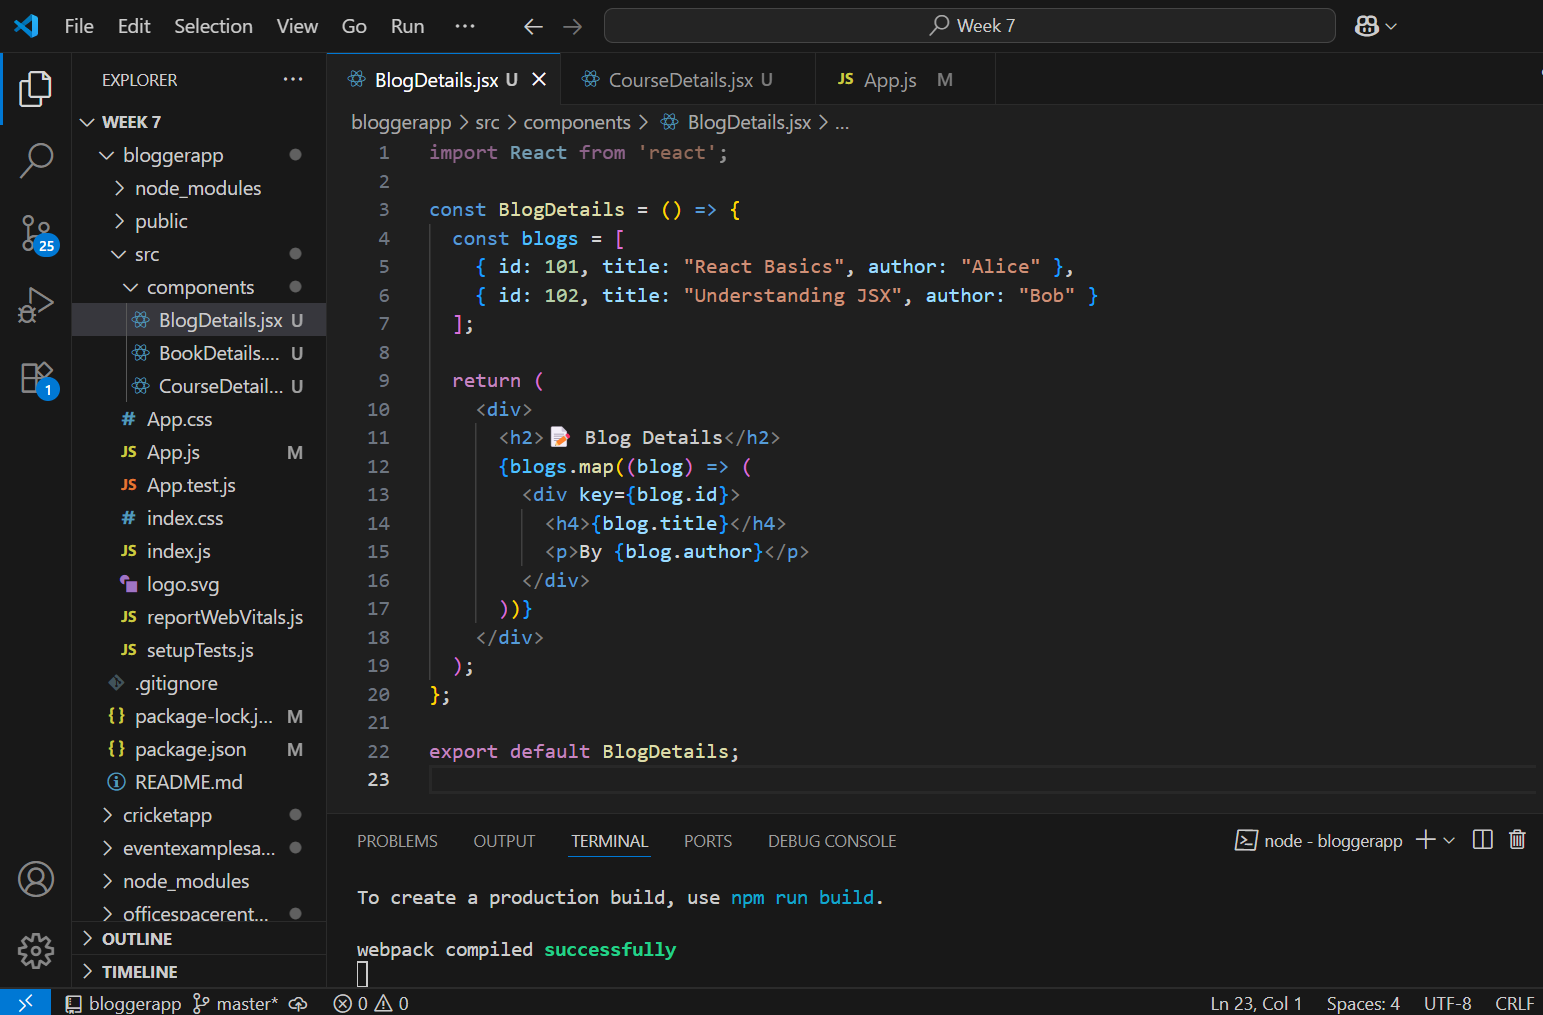 File Edit Selection View Go Run ··· Week 7
EXPLORER ···
WEEK 7
bloggerapp
node_modules
public
src
components
BlogDetails.jsx U
BookDetails.... U
CourseDetail... U
# App.css
JS App.js M
JS App.test.js
# index.css
JS index.js
logo.svg
JS reportWebVitals.js
JS setupTests.js
.gitignore
{} package-lock.j... M
{} package.json M
README.md
cricketapp
eventexamplesa...
node_modules
officespacerent...
OUTLINE
TIMELINE
25
1
BlogDetails.jsx U CourseDetails.jsx U JS App.js M
bloggerapp > src > components > BlogDetails.jsx > ...
1 import React from 'react';
2
3 const BlogDetails = () => {
4 const blogs = [
5 { id: 101, title: "React Basics", author: "Alice" },
6 { id: 102, title: "Understanding JSX", author: "Bob" }
7 ];
8
9 return (
10 <div>
11 <h2>📝 Blog Details</h2>
12 {blogs.map((blog) => (
13 <div key={blog.id}>
14 <h4>{blog.title}</h4>
15 <p>By {blog.author}</p>
16 </div>
17 ))}
18 </div>
19 );
20 };
21
22 export default BlogDetails;
23
PROBLEMS OUTPUT TERMINAL PORTS DEBUG CONSOLE node - bloggerapp
To create a production build, use npm run build.
webpack compiled successfully
bloggerapp master* 0 0 Ln 23, Col 1 Spaces: 4 UTF-8 CRLF